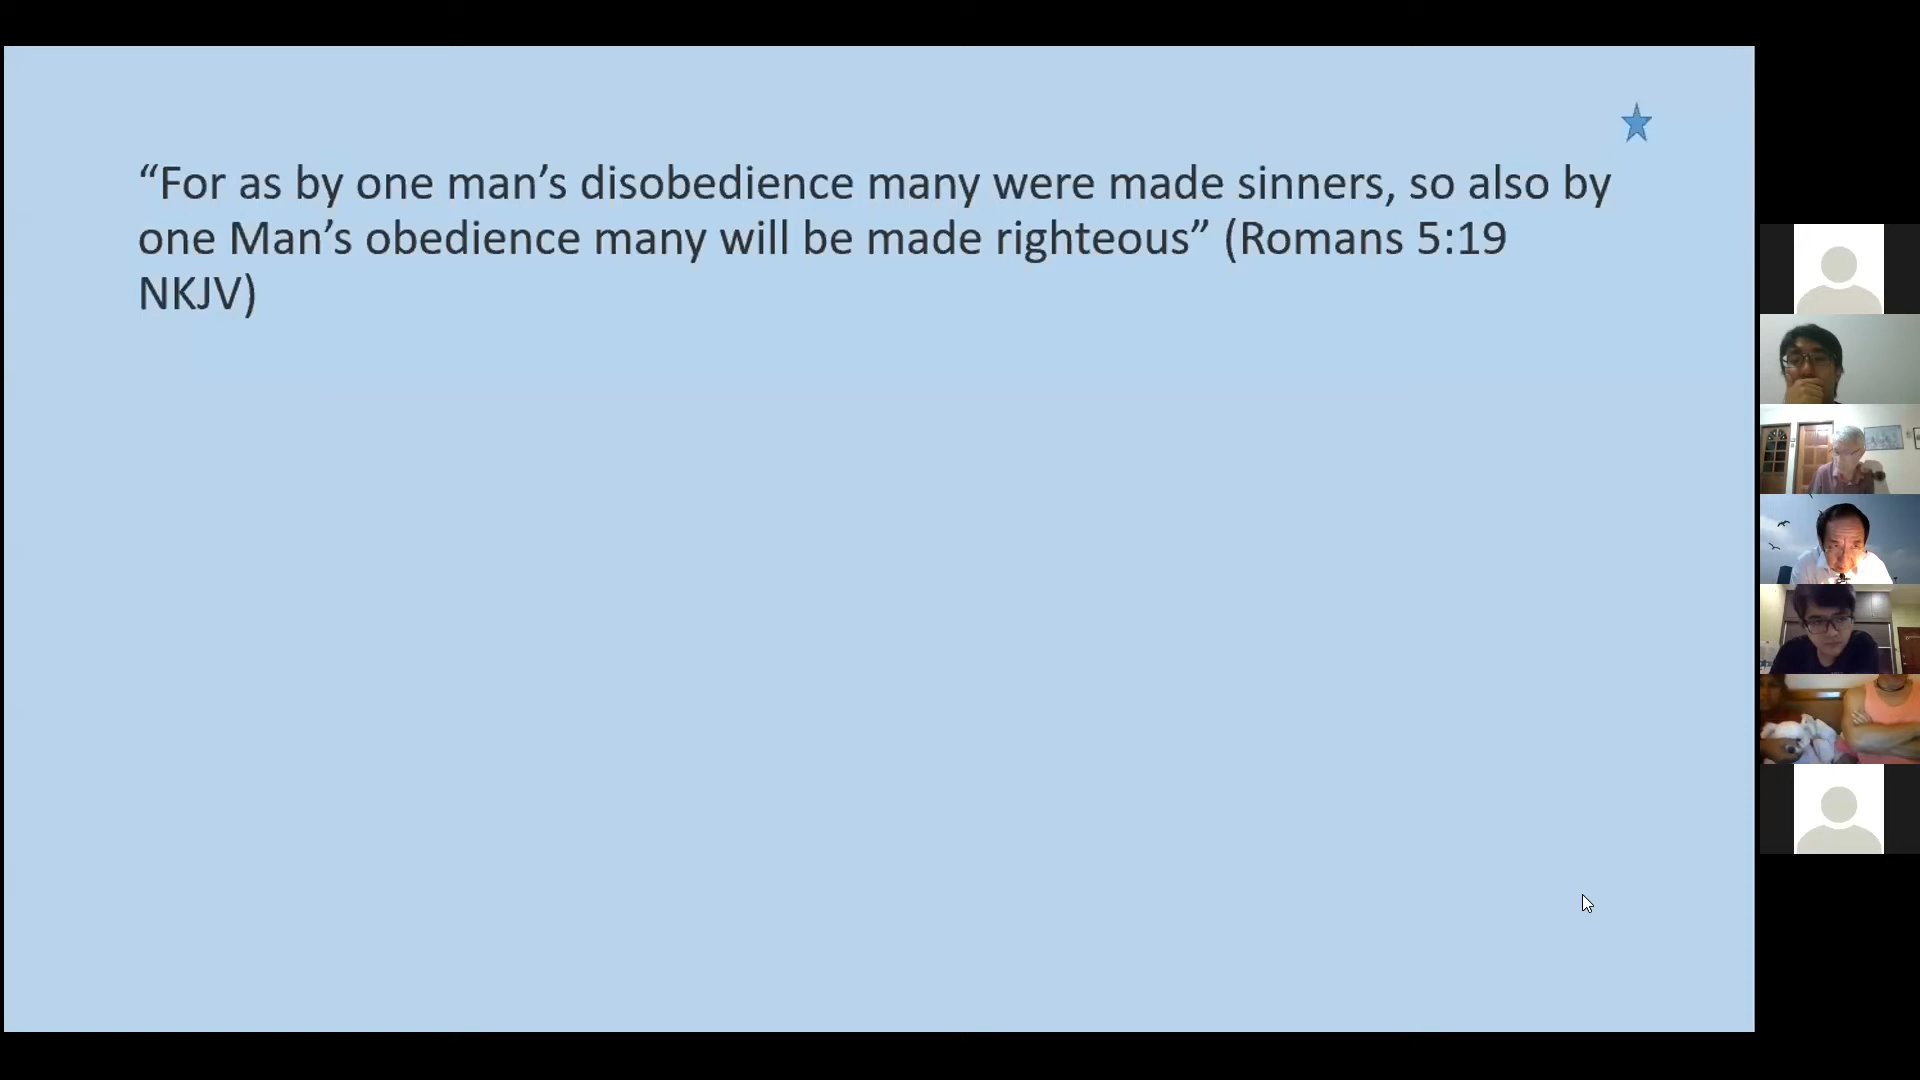 “For as by one man’s disobedience many were made sinners, so also by
one Man’s obedience many will be made righteous” (Romans 5:19
NKJV)